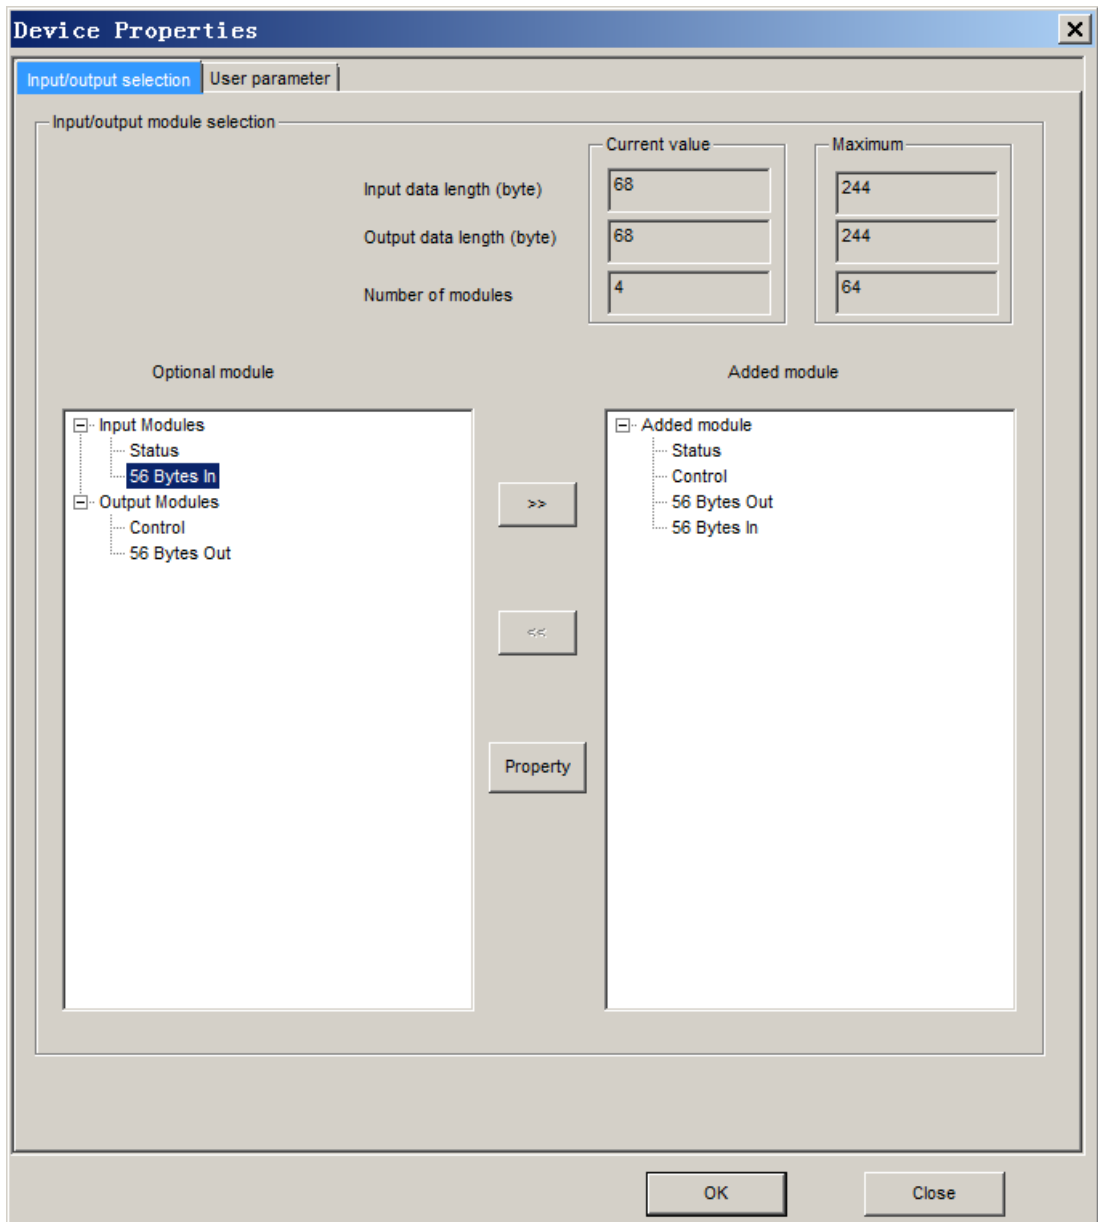 Device Properties
Input/output selection
User parameter
Input/output module selection
Current value
Maximum
Input data length (byte)
68
244
Output data length (byte)
68
244
Number of modules
4
64
Optional module
Added module
Input Modules
Status
56 Bytes In
Output Modules
Control
56 Bytes Out
>>
<<
Property
Added module
Status
Control
56 Bytes Out
56 Bytes In
OK
Close